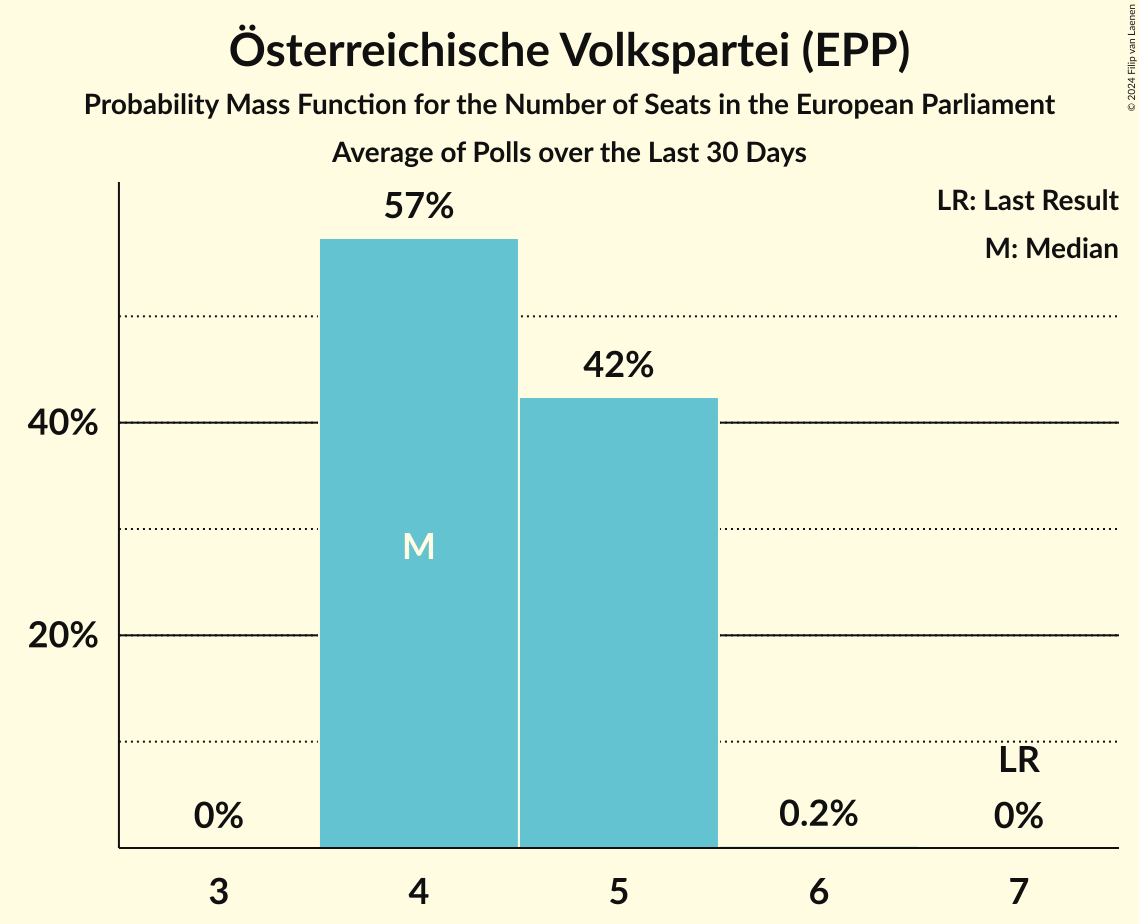 Österreichische Volkspartei (EPP)
Probability Mass Function for the Number of Seats in the European Parliament
Average of Polls over the Last 30 Days
© 2024 Filip van Laenen
LR: Last Result
M: Median
57%
42%
40%
M
20%
LR
0%
0.2%
0%
3
4
5
6
7